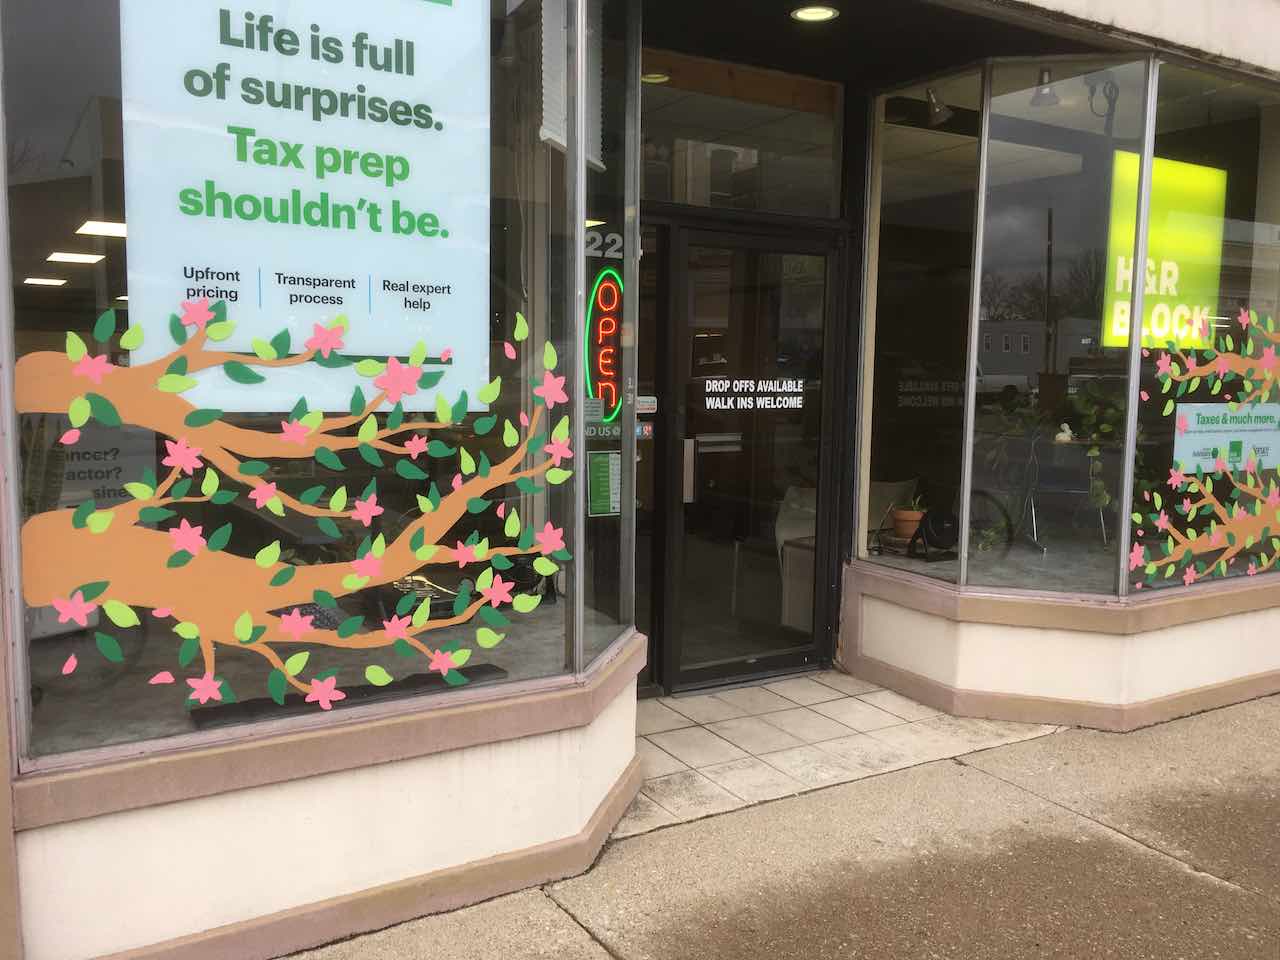 Life is full
of surprises.
Tax prep
shouldn't be.
Upfront
pricing
Transparent
process
Real expert
help
22
OPEN
DROP OFFS AVAILABLE
WALK INS WELCOME
H&R
BLOCK
Taxes & much more.